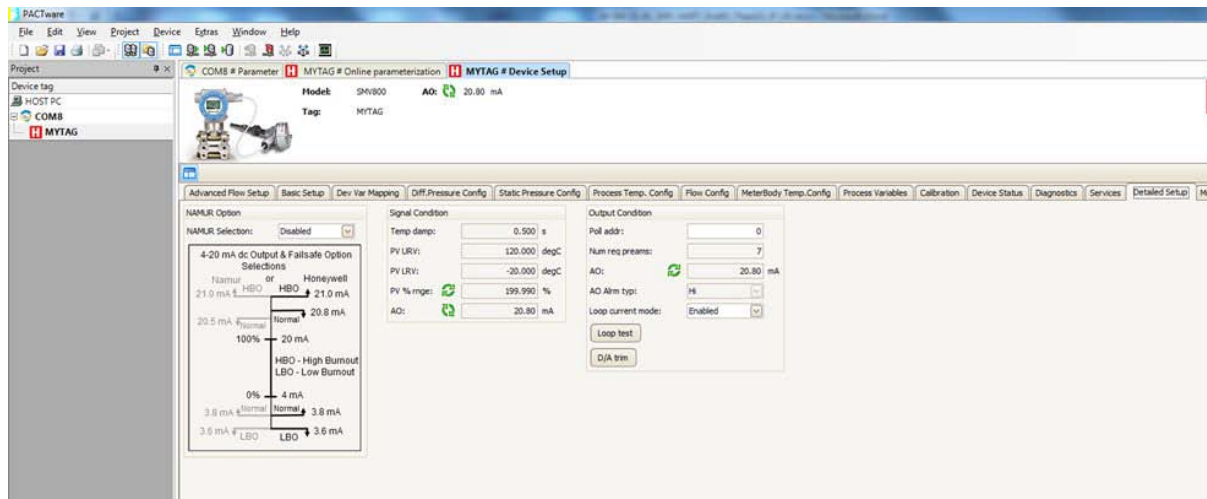 PACTware
File Edit View Project Device Extras Window Help
Project
Device tag
HOST PC
COM8
MYTAG
COM8 # Parameter MYTAG # Online parameterization MYTAG # Device Setup
Model: SMV800 AO: 20.80 mA
Tag: MYTAG
Advanced Flow Setup Basic Setup Dev Var Mapping Diff.Pressure Config Static Pressure Config Process Temp. Config Flow Config MeterBody Temp.Config Process Variables Calibration Device Status Diagnostics Services Detailed Setup
NAMUR Option
NAMUR Selection: Disabled
4-20 mA dc Output & Failsafe Option
Selections
Namur or Honeywell
21.0 mA HBO HBO 21.0 mA
20.8 mA
20.5 mA Normal Normal
100% 20 mA
HBO - High Burnout
LBO - Low Burnout
0% 4 mA
3.8 mA Normal Normal 3.8 mA
3.6 mA LBO LBO 3.6 mA
Signal Condition
Temp damp: 0.500 s
PV URV: 120.000 degC
PV LRV: -20.000 degC
PV % rnge: 199.990 %
AO: 20.80 mA
Output Condition
Poll addr: 0
Num req preams: 7
AO: 20.80 mA
AO Alrm typ: Hi
Loop current mode: Enabled
Loop test
D/A trim